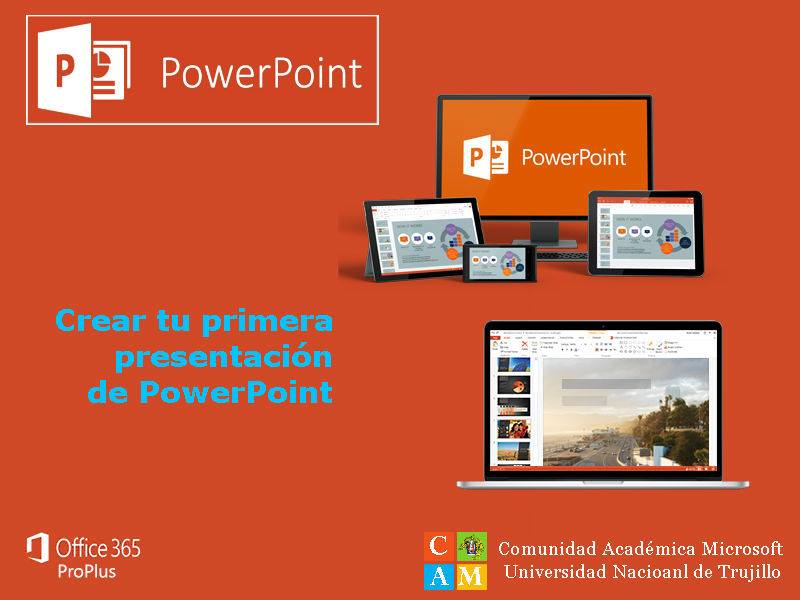 P PowerPoint
P PowerPoint
Crear tu primera
presentación
de PowerPoint
Office 365
ProPlus
C
A M
Comunidad Académica Microsoft
Universidad Nacioanl de Trujillo